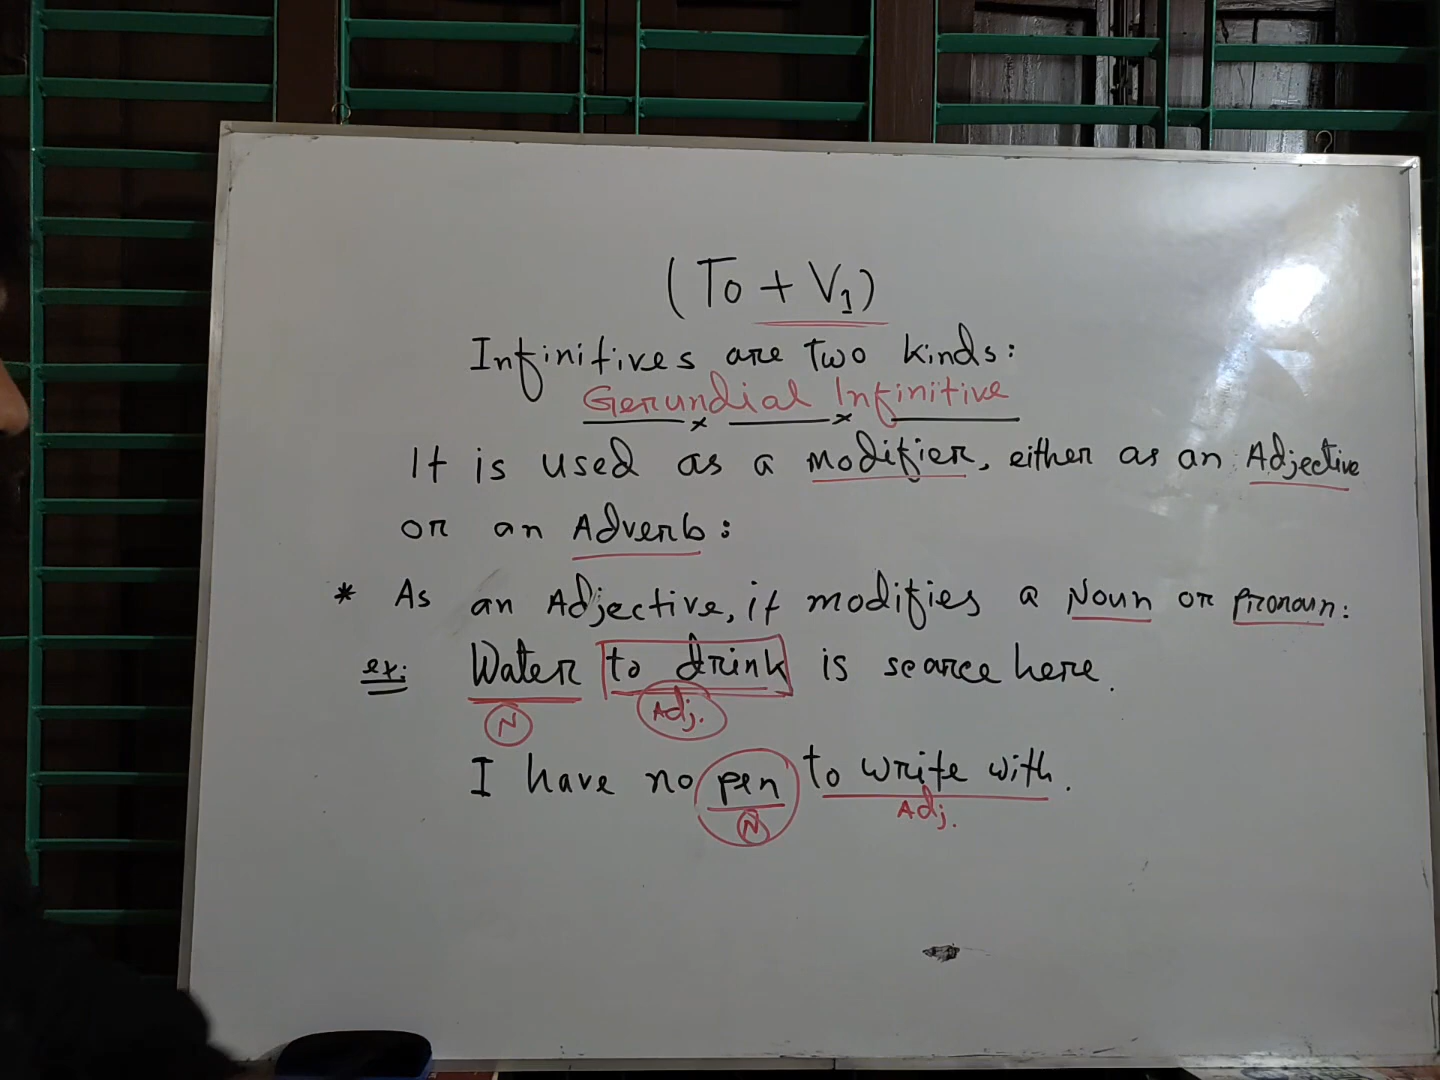 (To + V1)
Infinitives are Two kinds:
Gerundial Infinitive
It is used as a modifier, either as an Adjective
or an Adverb:
* As an Adjective, it modifies a Noun or Pronoun:
ex: Water to drink is scarce here.
N Adj.
I have no pen to write with.
N Adj.